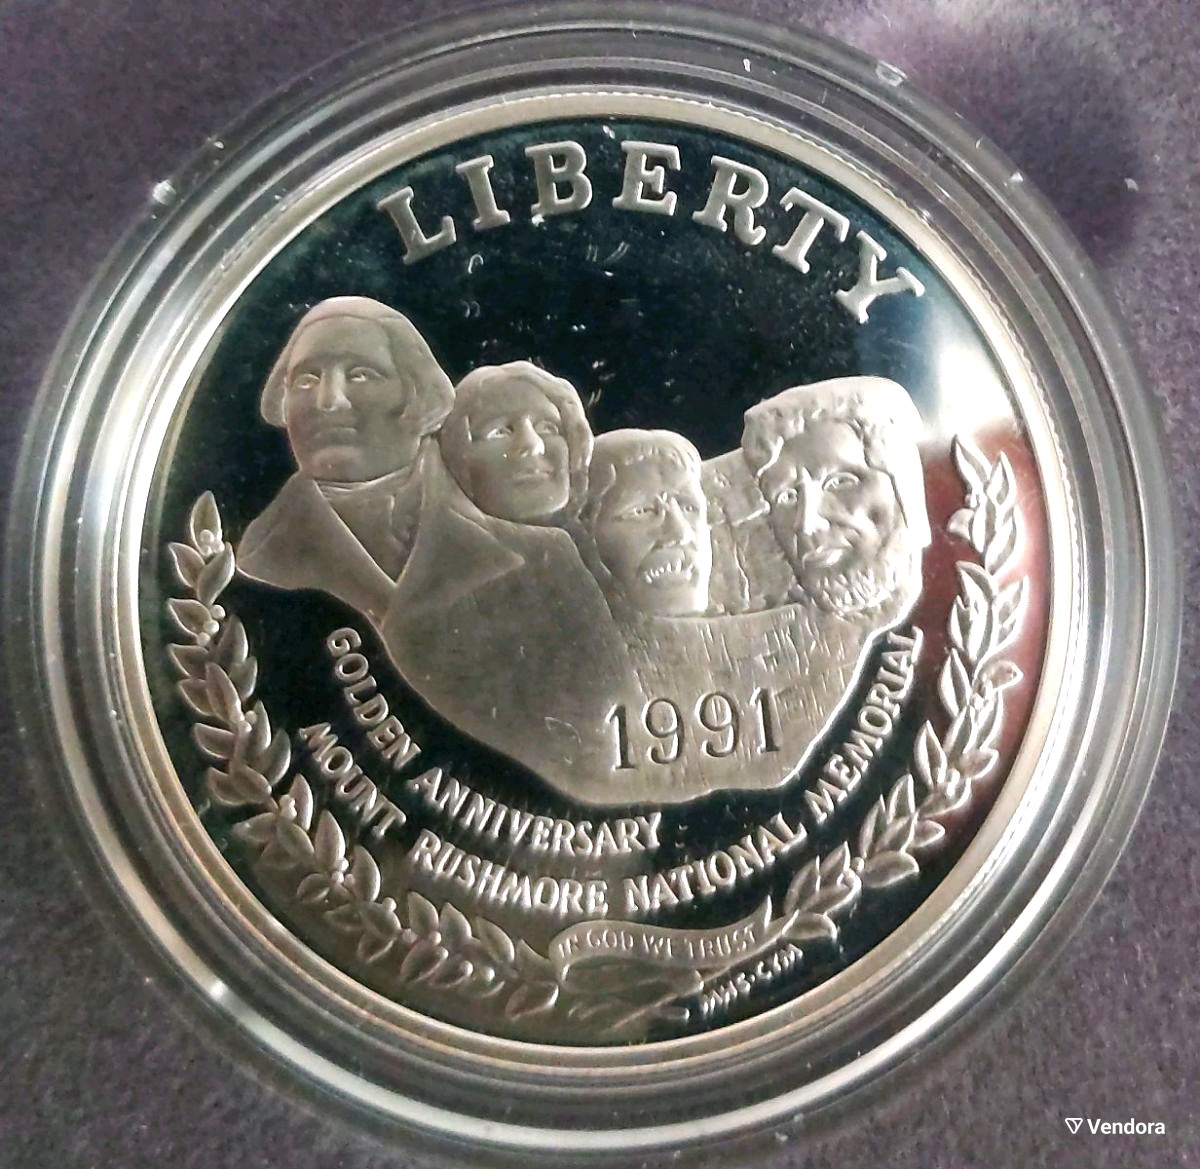 LIBERTY
1991
GOLDEN ANNIVERSARY
MOUNT RUSHMORE NATIONAL MEMORIAL
IN GOD WE TRUST
Vendora